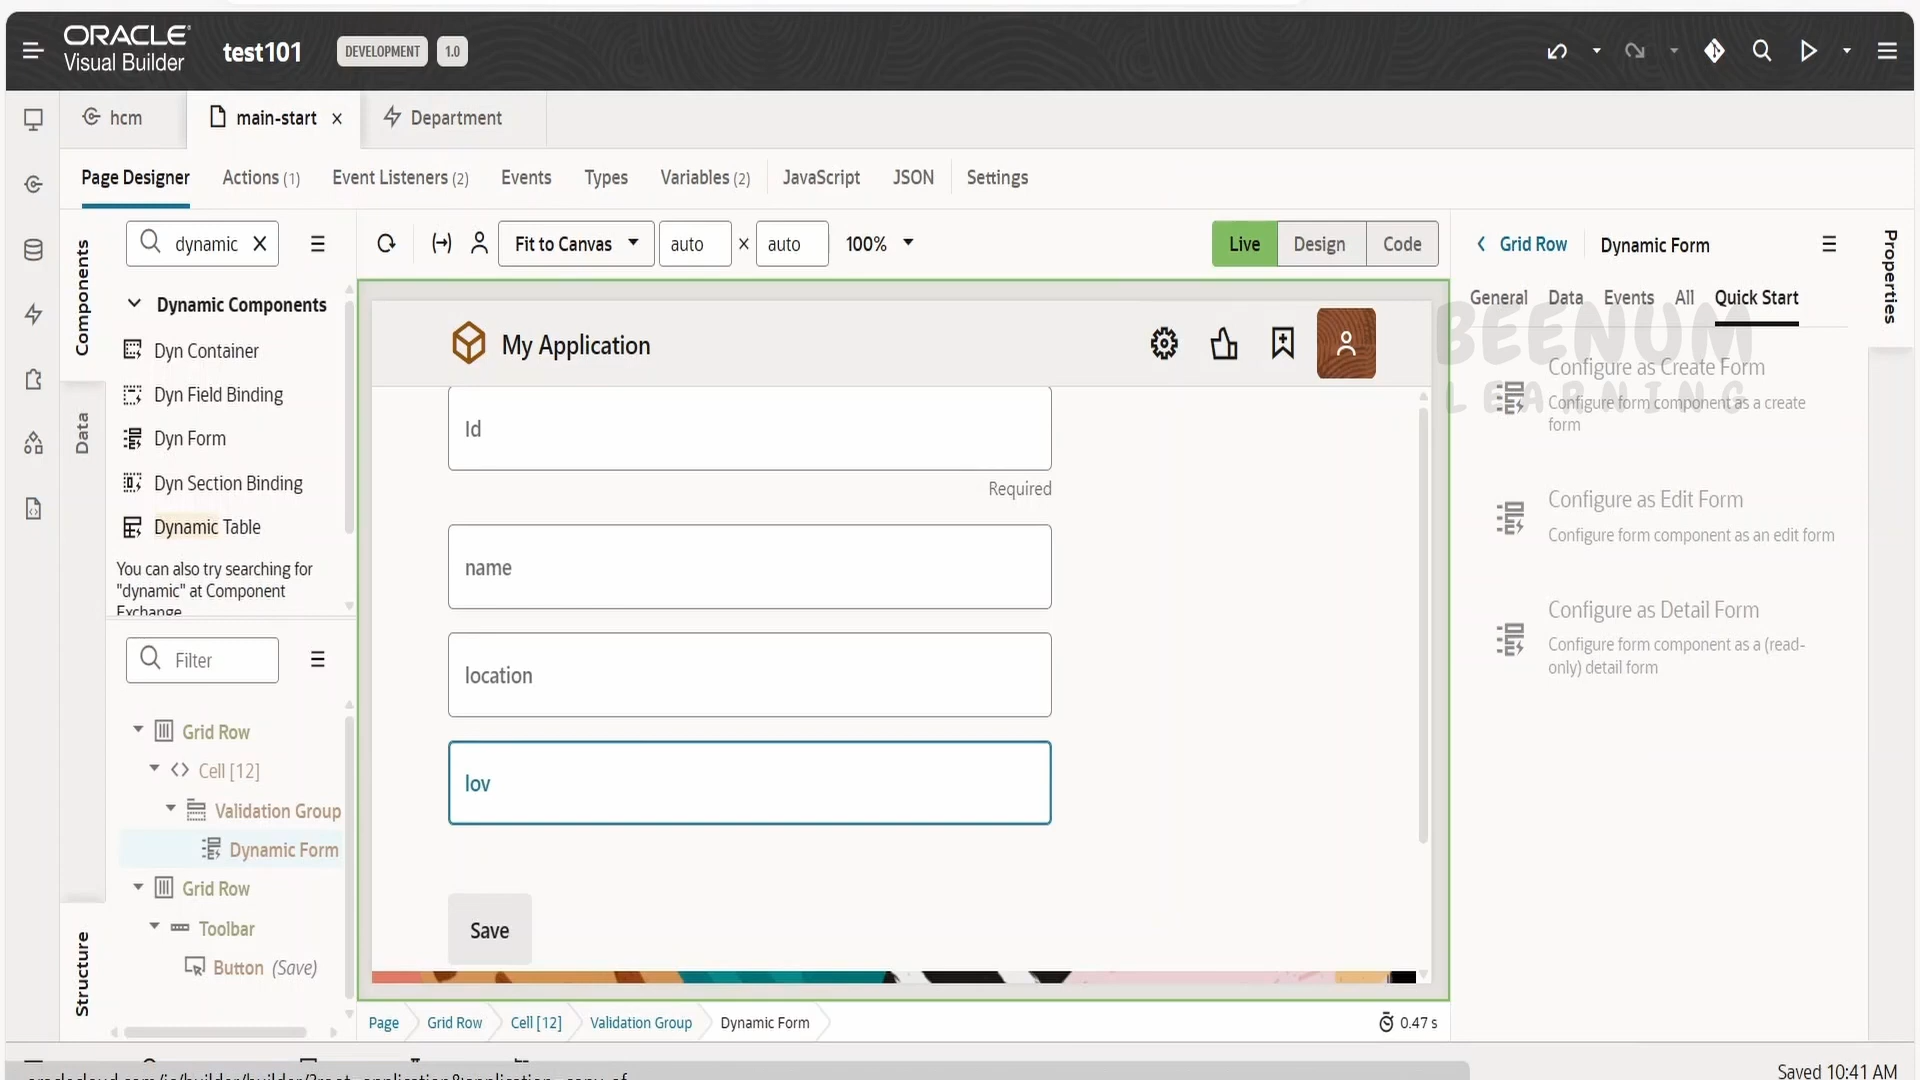 ORACLE
Visual Builder
test101
DEVELOPMENT
1.0
hcm
main-start
Department
Page Designer
Actions (1)
Event Listeners (2)
Events
Types
Variables (2)
JavaScript
JSON
Settings
Components
Data
dynamic
Dynamic Components
Dyn Container
Dyn Field Binding
Dyn Form
Dyn Section Binding
Dynamic Table
You can also try searching for
"dynamic" at Component
Exchange
Structure
Filter
Grid Row
Cell [12]
Validation Group
Dynamic Form
Grid Row
Toolbar
Button (Save)
Fit to Canvas
auto
×
auto
100%
Live
Design
Code
My Application
Id
Required
name
location
lov
Save
Page
Grid Row
Cell [12]
Validation Group
Dynamic Form
0.47 s
Grid Row
Dynamic Form
General
Data
Events
All
Quick Start
BEENUM
LEARNING
Configure as Create Form
Configure form component as a create
form
Configure as Edit Form
Configure form component as an edit form
Configure as Detail Form
Configure form component as a (read-
only) detail form
Properties
Saved 10:41 AM